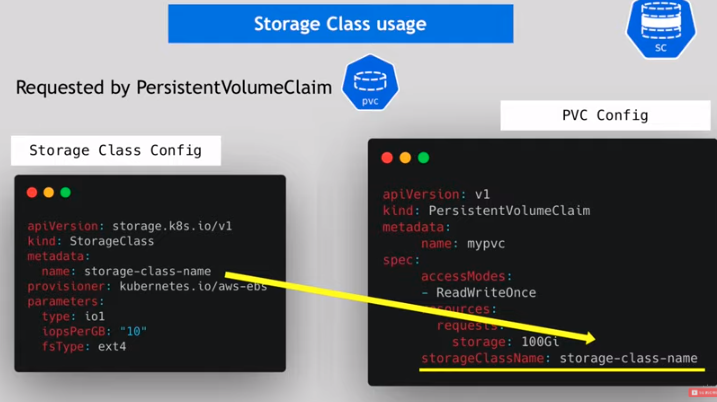 Storage Class usage
SC
Requested by PersistentVolumeClaim
pvc
PVC Config
Storage Class Config
apiVersion: storage.k8s.io/v1
kind: StorageClass
metadata:
name: storage-class-name
provisioner: kubernetes.io/aws-ebs
parameters:
type: io1
iopsPerGB: "10"
fsType: ext4
apiVersion: v1
kind: PersistentVolumeClaim
metadata:
name: mypvc
spec:
accessModes:
- ReadWriteOnce
resources:
requests:
storage: 100Gi
storageClassName: storage-class-name